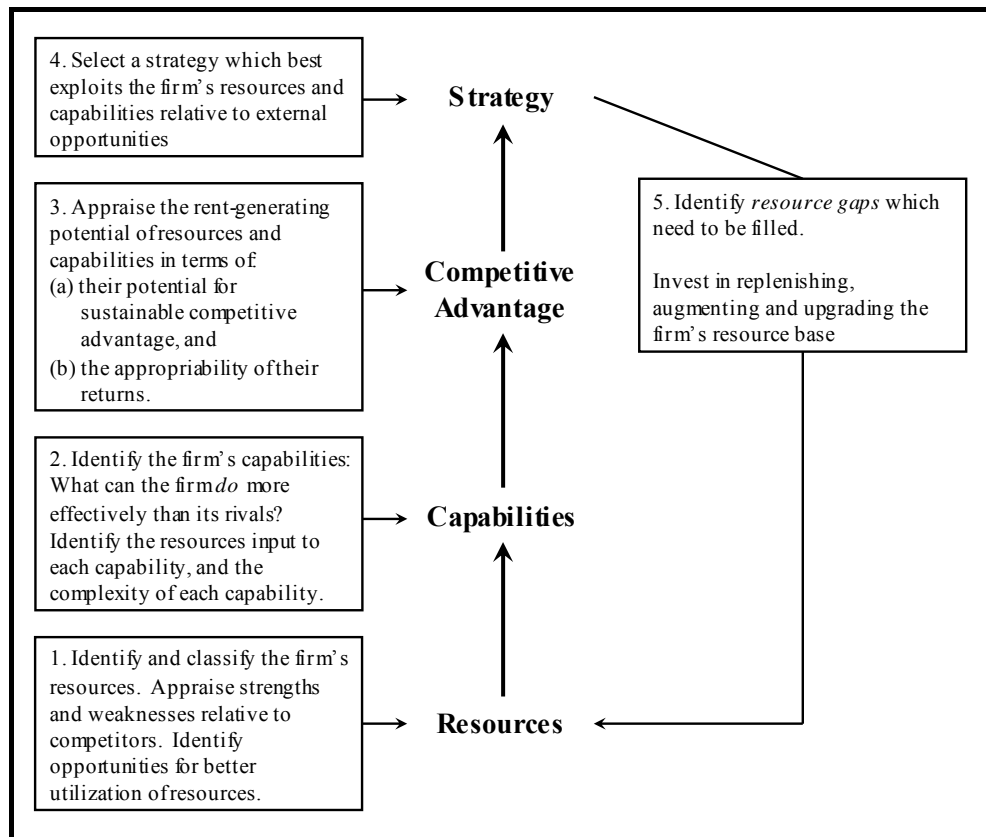 4. Select a strategy which best
exploits the firm's resources and
capabilities relative to external
opportunities
Strategy
3. Appraise the rent-generating
potential of resources and
capabilities in terms of:
(a) their potential for
sustainable competitive
advantage, and
(b) the appropriability of their
returns.
Competitive
Advantage
5. Identify resource gaps which
need to be filled.
Invest in replenishing,
augmenting and upgrading the
firm's resource base
2. Identify the firm's capabilities:
What can the firm do more
effectively than its rivals?
Identify the resources input to
each capability, and the
complexity of each capability.
Capabilities
1. Identify and classify the firm's
resources. Appraise strengths
and weaknesses relative to
competitors. Identify
opportunities for better
utilization of resources.
Resources